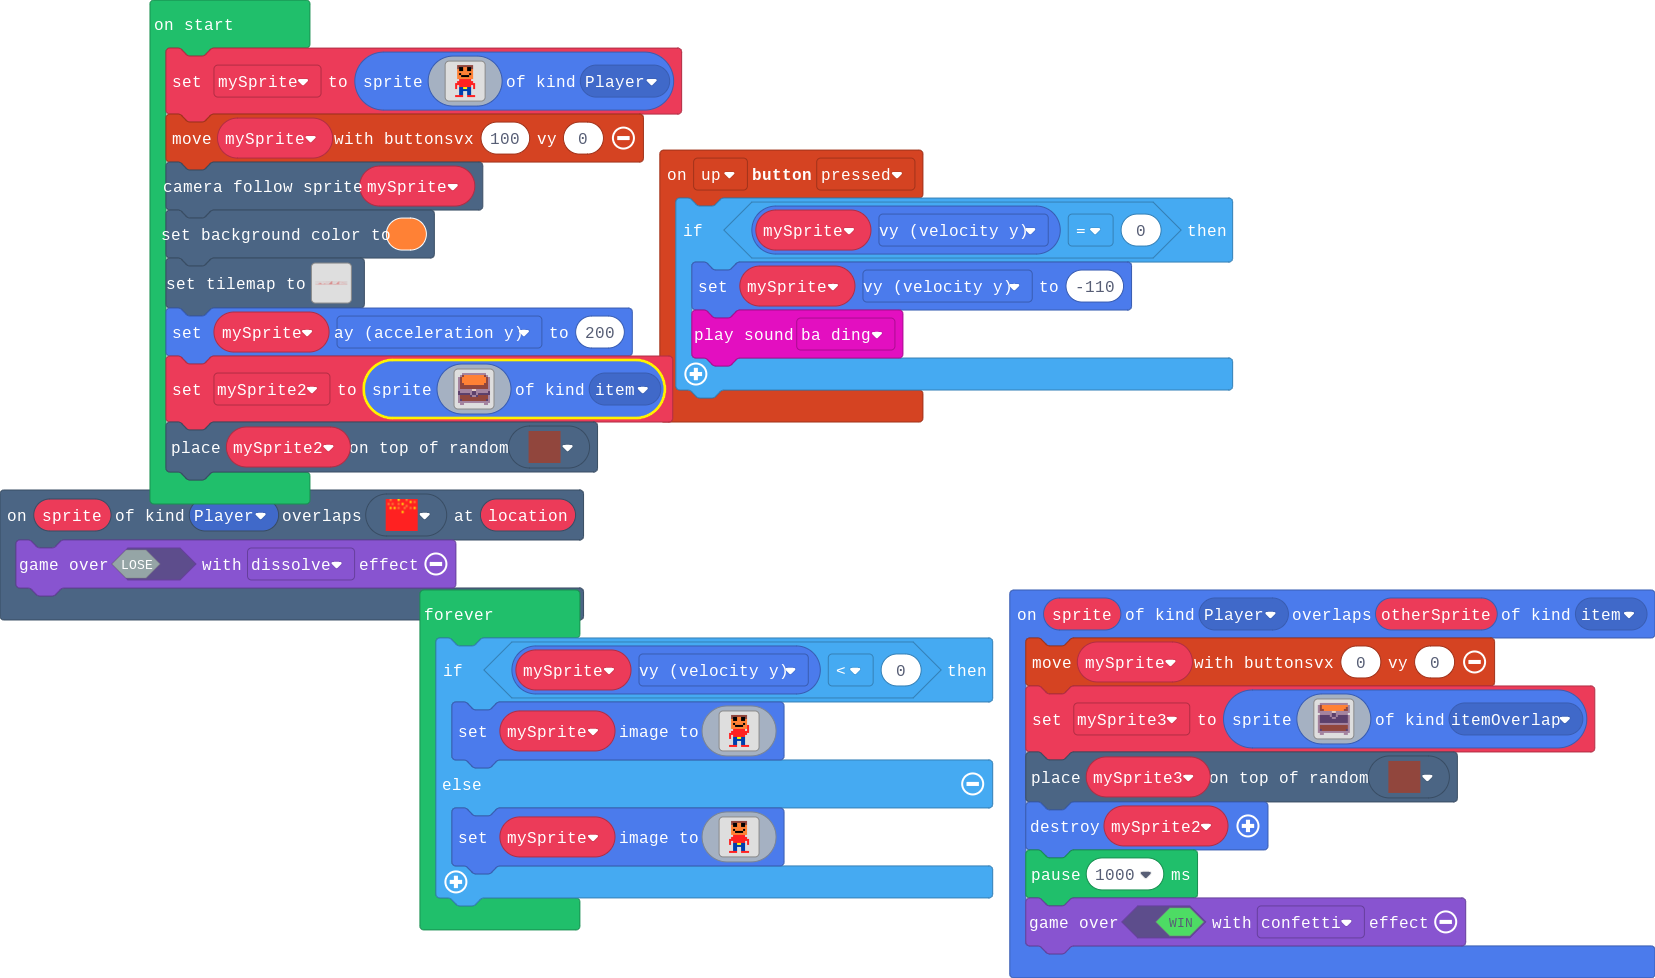 on start
set mySprite to sprite of kind Player
move mySprite with buttons vx 100 vy 0
camera follow sprite mySprite
set background color to
set tilemap to
set mySprite ay (acceleration y) to 200
set mySprite2 to sprite of kind item
place mySprite2 on top of random
on up button pressed
if mySprite vy (velocity y) = 0 then
set mySprite vy (velocity y) to -110
play sound ba ding
on sprite of kind Player overlaps at location
game over LOSE with dissolve effect
forever
if mySprite vy (velocity y) < 0 then
set mySprite image to
else
set mySprite image to
on sprite of kind Player overlaps otherSprite of kind item
move mySprite with buttons vx 0 vy 0
set mySprite3 to sprite of kind itemOverlap
place mySprite3 on top of random
destroy mySprite2
pause 1000 ms
game over WIN with confetti effect